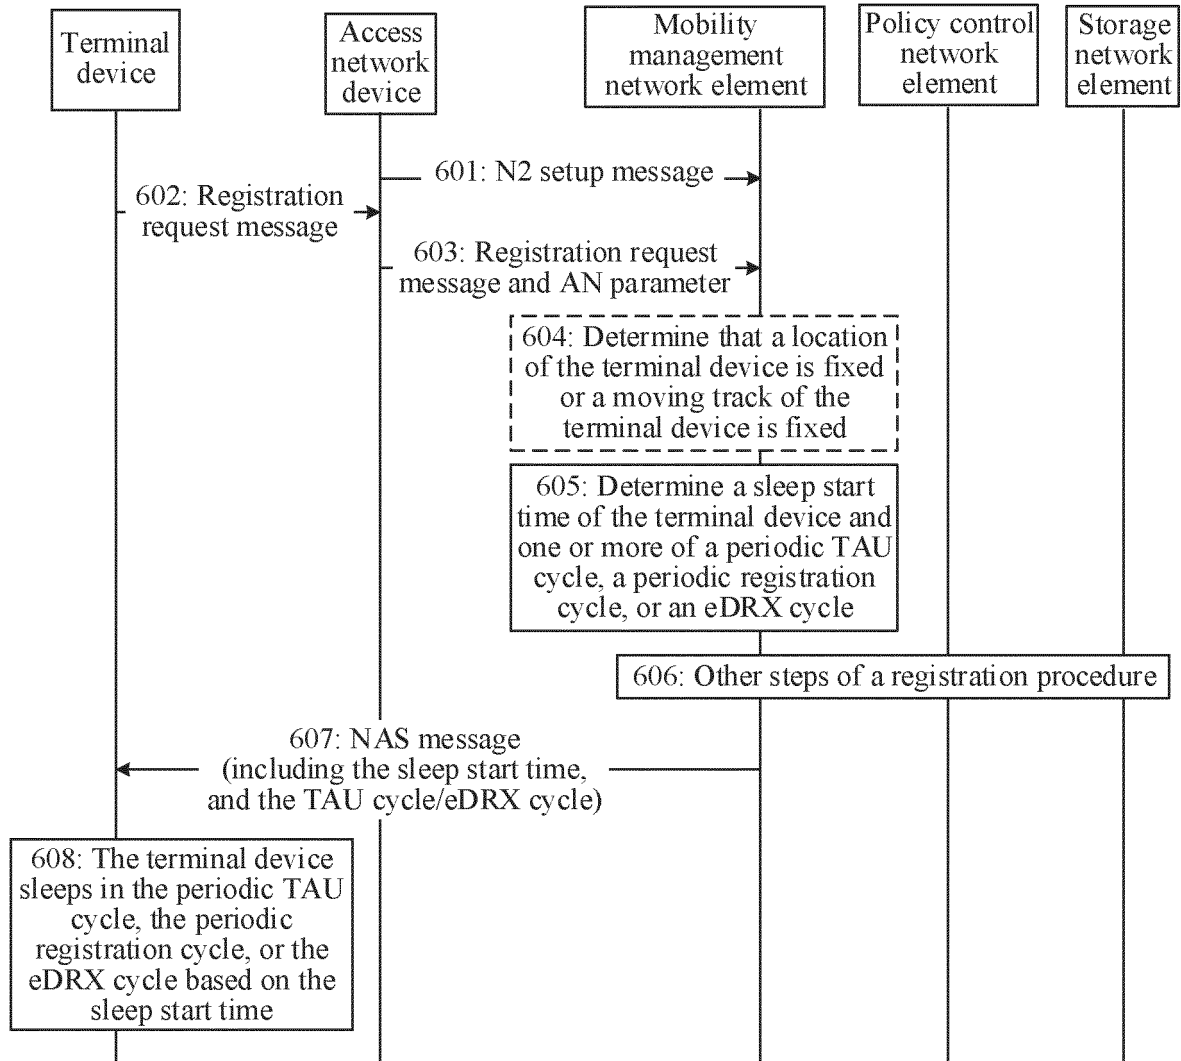 Terminal
device
Access
network
device
Mobility
management
network element
Policy control
network
element
Storage
network
element
601: N2 setup message
602: Registration
request message
603: Registration request
message and AN parameter
604: Determine that a location
of the terminal device is fixed
or a moving track of the
terminal device is fixed
605: Determine a sleep start
time of the terminal device and
one or more of a periodic TAU
cycle, a periodic registration
cycle, or an eDRX cycle
606: Other steps of a registration procedure
607: NAS message
(including the sleep start time,
and the TAU cycle/eDRX cycle)
608: The terminal device
sleeps in the periodic TAU
cycle, the periodic
registration cycle, or the
eDRX cycle based on the
sleep start time